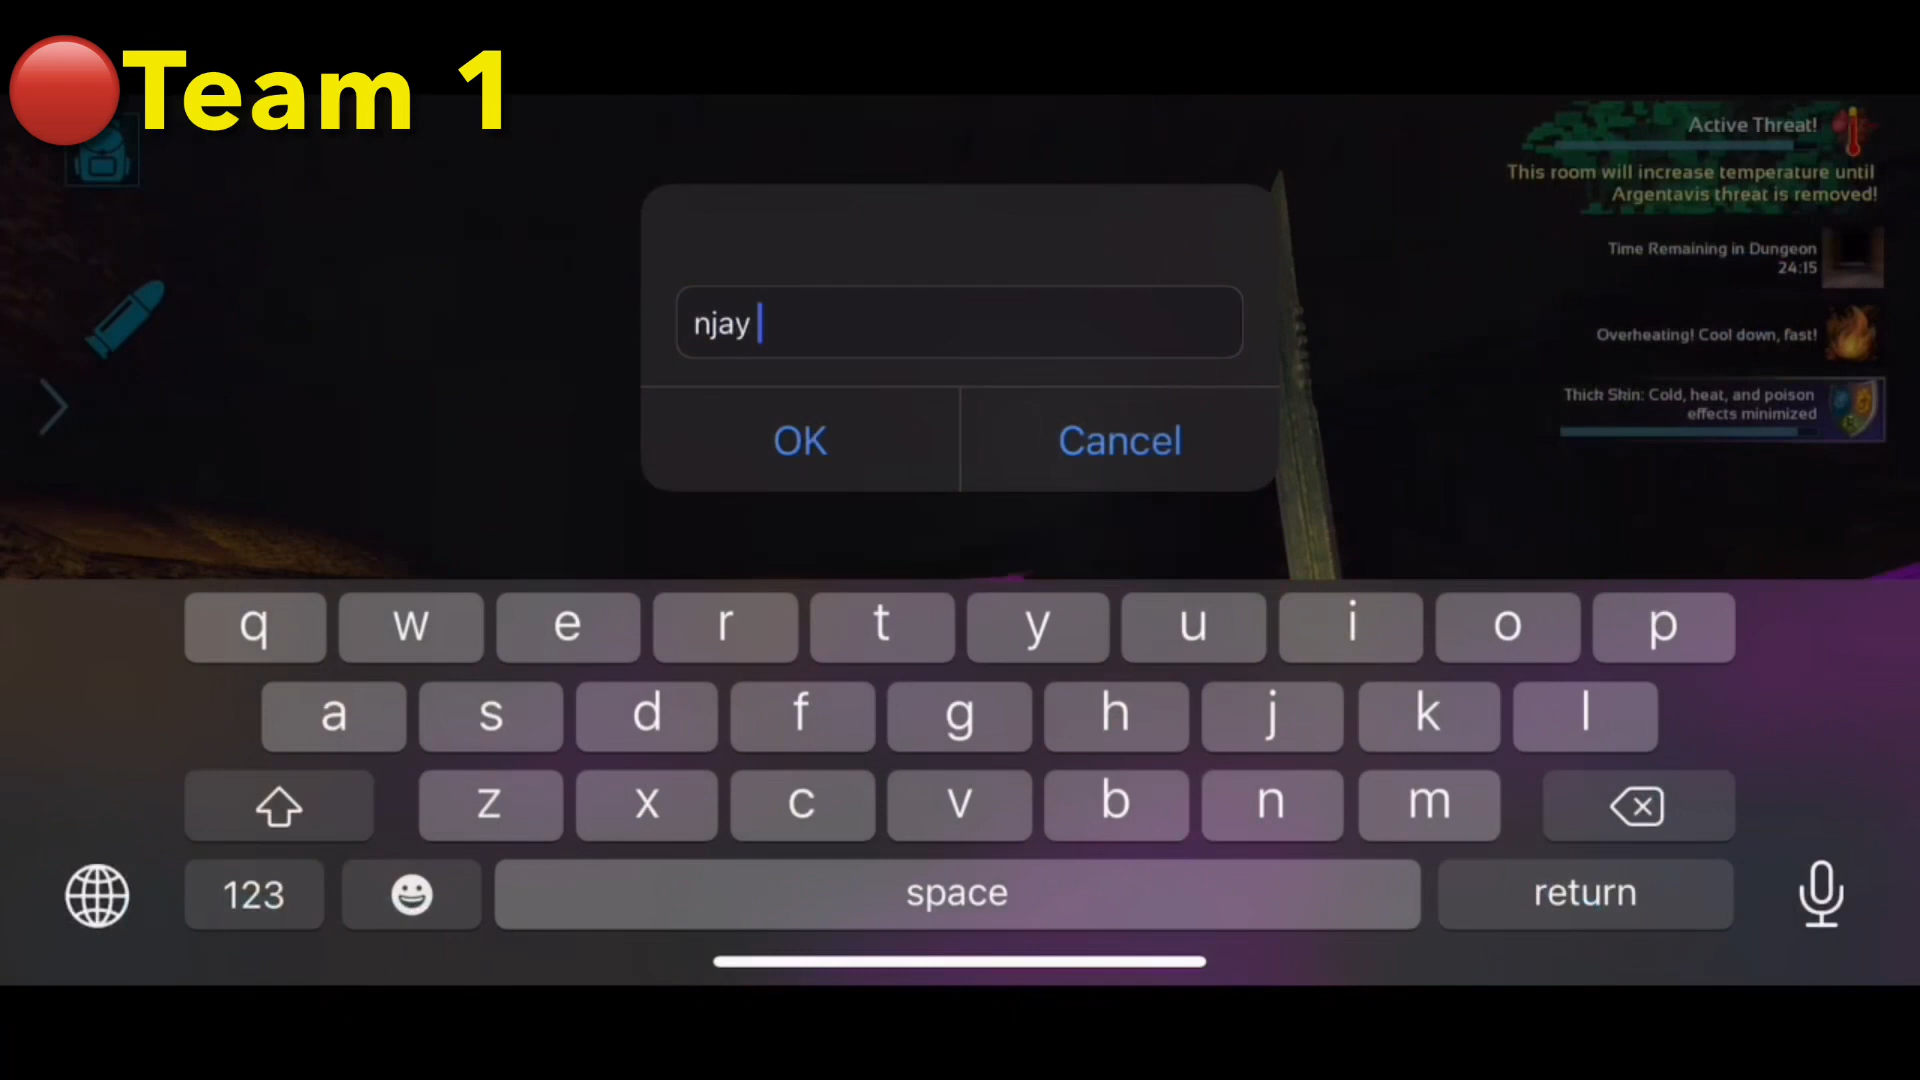 Team 1
Active Threat!
This room will increase temperature until
Argentavis threat is removed!
Time Remaining in Dungeon
24:15
Overheating! Cool down, fast!
Thick Skin: Cold, heat, and poison
effects minimized
njay
OK
Cancel
q w e r t y u i o p
a s d f g h j k l
z x c v b n m
123
space
return